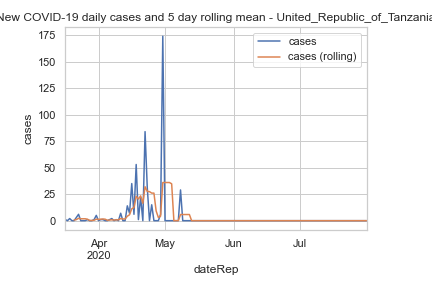 New COVID-19 daily cases and 5 day rolling mean - United_Republic_of_Tanzania
cases
cases (rolling)
175
150
125
100
75
50
25
0
cases
Apr
2020
May
Jun
Jul
dateRep